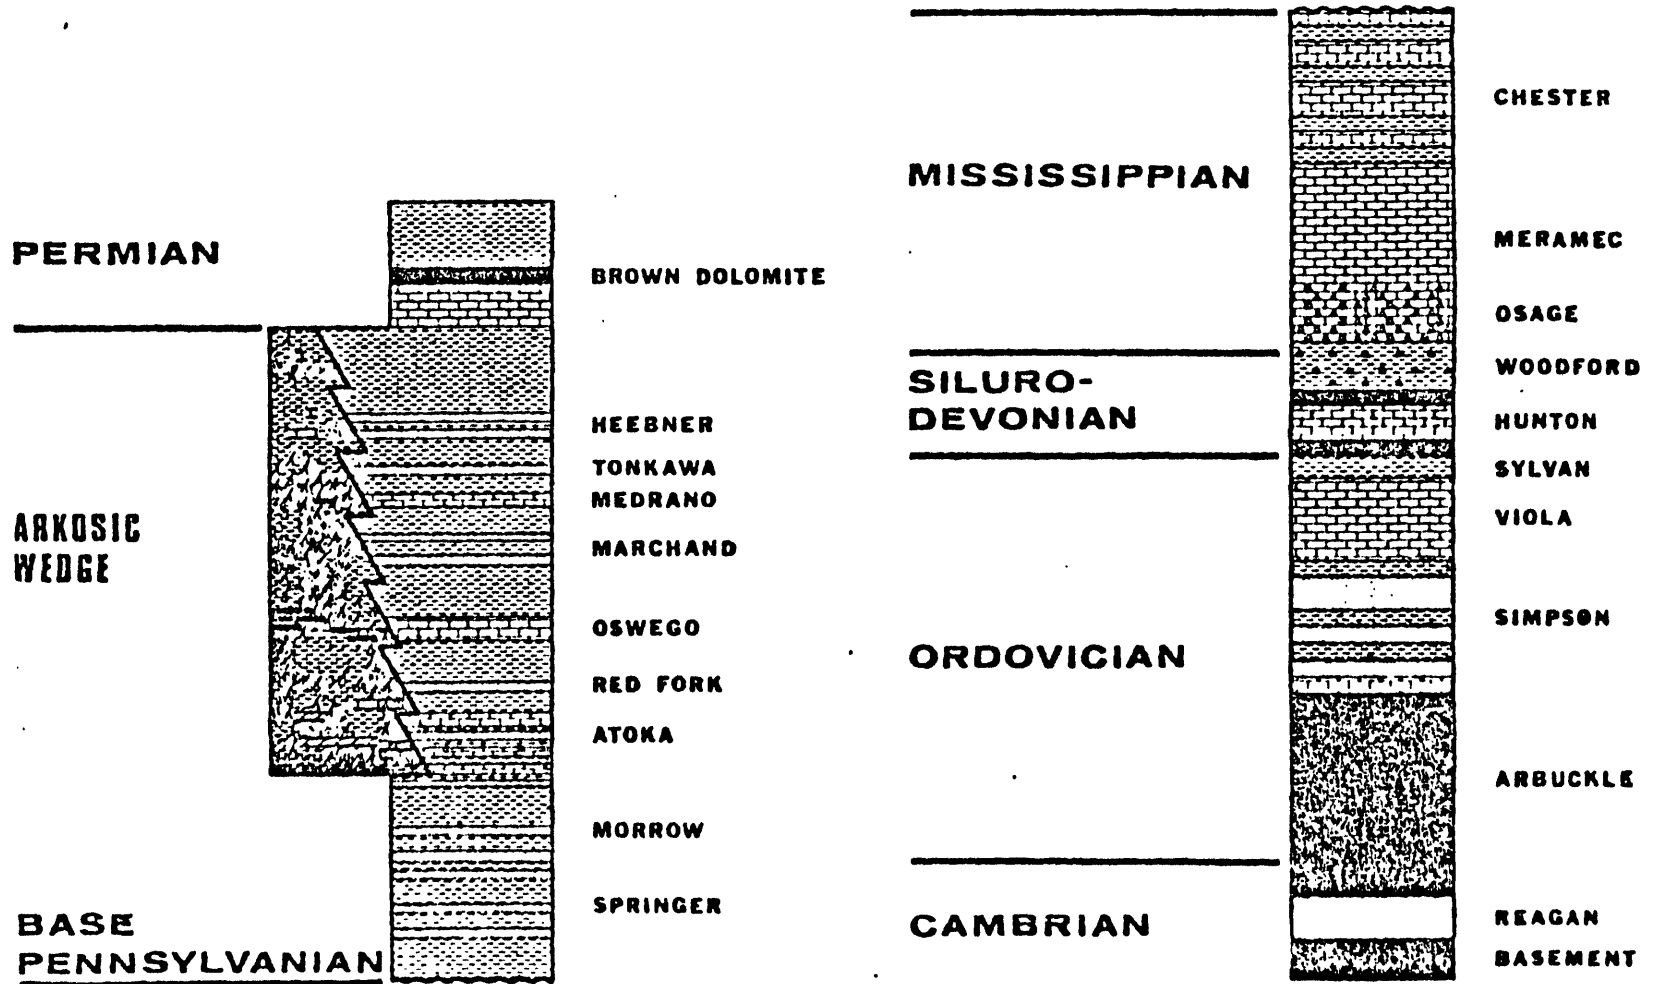 PERMIAN
BROWN DOLOMITE
HEEBNER
TONKAWA
MEDRANO
ARKOSIC
WEDGE
MARCHAND
OSWEGO
RED FORK
ATOKA
MORROW
SPRINGER
BASE
PENNSYLVANIAN
CHESTER
MISSISSIPPIAN
MERAMEC
OSAGE
WOODFORD
SILURO-
DEVONIAN
HUNTON
SYLVAN
VIOLA
SIMPSON
ORDOVICIAN
ARBUCKLE
CAMBRIAN
REAGAN
BASEMENT